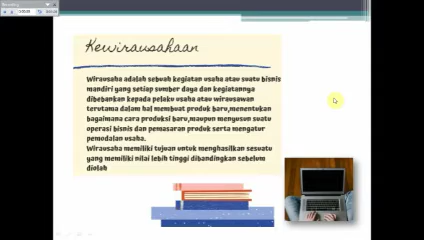 Kewirausahaan
Wirausaha adalah sebuah kegiatan usaha atau suatu bisnis
mandiri yang setiap sumber daya dan kegiatannya
dibebankan kepada pelaku usaha atau wirausawan
terutama dalam hal membuat produk baru,menentukan
bagaimana cara produksi baru,maupun menyusun suatu
operasi bisnis dan pemasaran produk serta mengatur
pemodalan usaha.
Wirausaha memiliki tujuan untuk menghasilkan sesuatu
yang memiliki nilai lebih tinggi dibandingkan sebelum
diolah